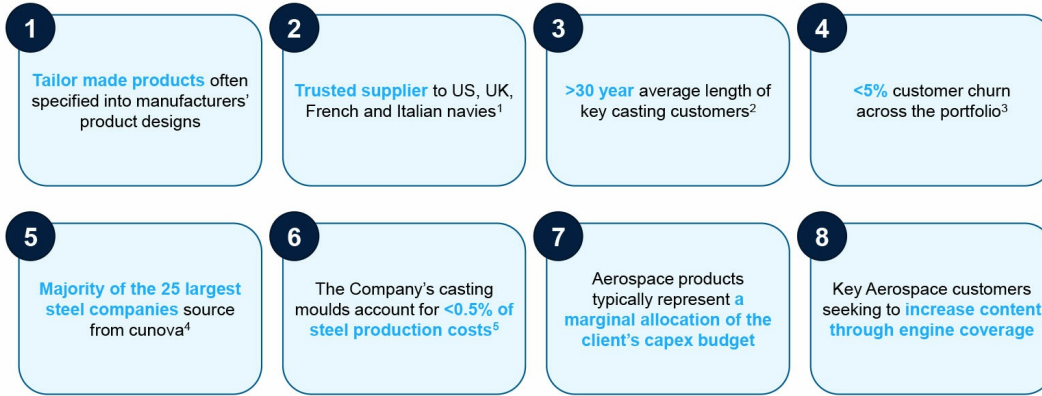 1
Tailor made products often
specified into manufacturers'
product designs
2
Trusted supplier to US, UK,
French and Italian navies¹
3
>30 year average length of
key casting customers²
4
<5% customer churn
across the portfolio³
5
Majority of the 25 largest
steel companies source
from cunova⁴
6
The Company's casting
moulds account for <0.5% of
steel production costs⁵
7
Aerospace products
typically represent a
marginal allocation of the
client's capex budget
8
Key Aerospace customers
seeking to increase content
through engine coverage